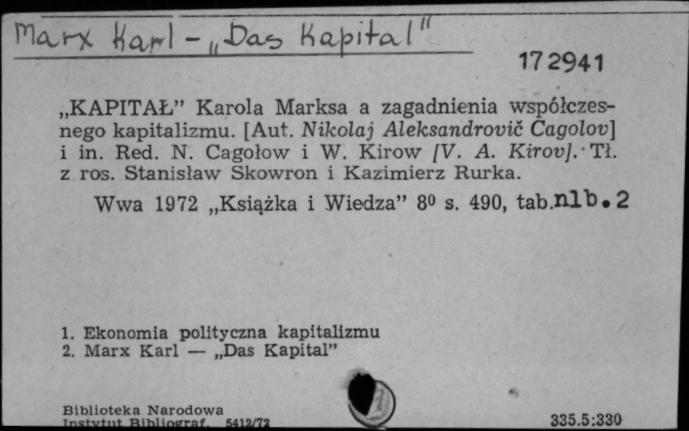 Marx Karl - „Das Kapital"
172941
„KAPITAŁ” Karola Marksa a zagadnienia współczes-
nego kapitalizmu. [Aut. Nikolaj Aleksandrovič Cagolov]
i in. Red. N. Cagołow i W. Kirow [V. A. Kirov]. Tł.
z ros. Stanisław Skowron i Kazimierz Rurka.
Wwa 1972 „Książka i Wiedza” 8⁰ s. 490, tab.nlb.2
1. Ekonomia polityczna kapitalizmu
2. Marx Karl — „Das Kapital”
Biblioteka Narodowa
Instytut Bibliograf. 5412/72
335.5:330